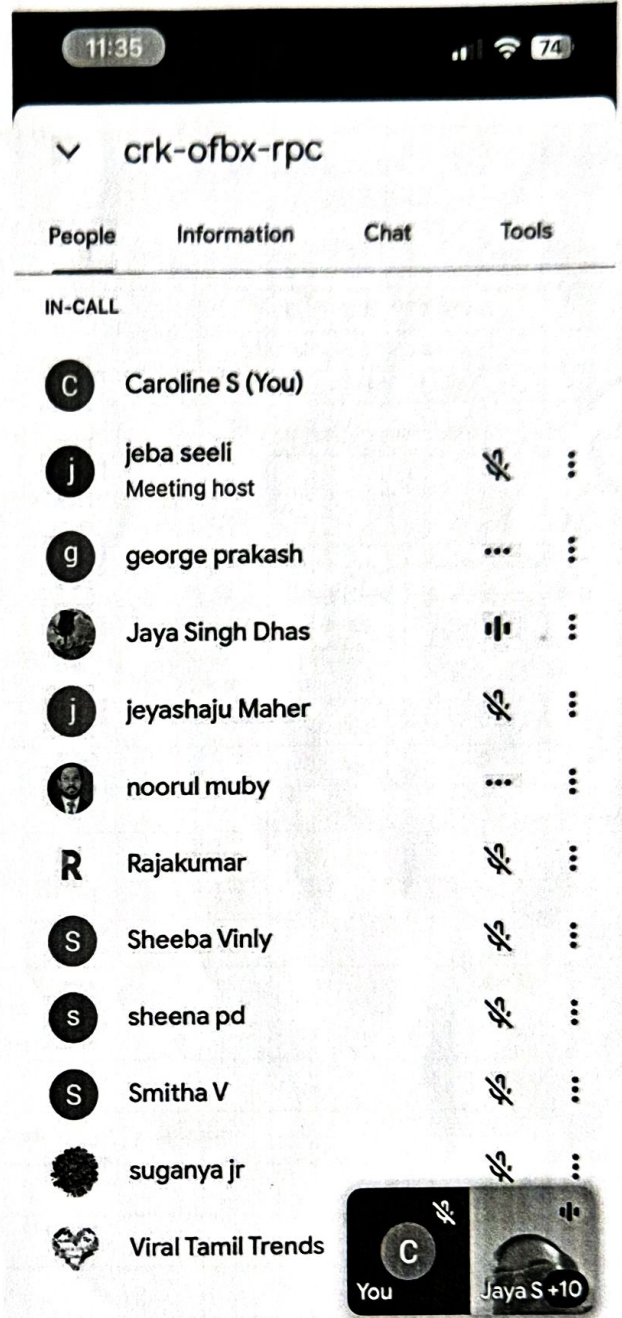 11:35
74
crk-ofbx-rpc
People Information Chat Tools
IN-CALL
C Caroline S (You)
j jeba seeli
Meeting host
g george prakash
Jaya Singh Dhas
j jeyashaju Maher
noorul muby
R Rajakumar
S Sheeba Vinly
s sheena pd
S Smitha V
suganya jr
Viral Tamil Trends
C
You
Jaya S +10